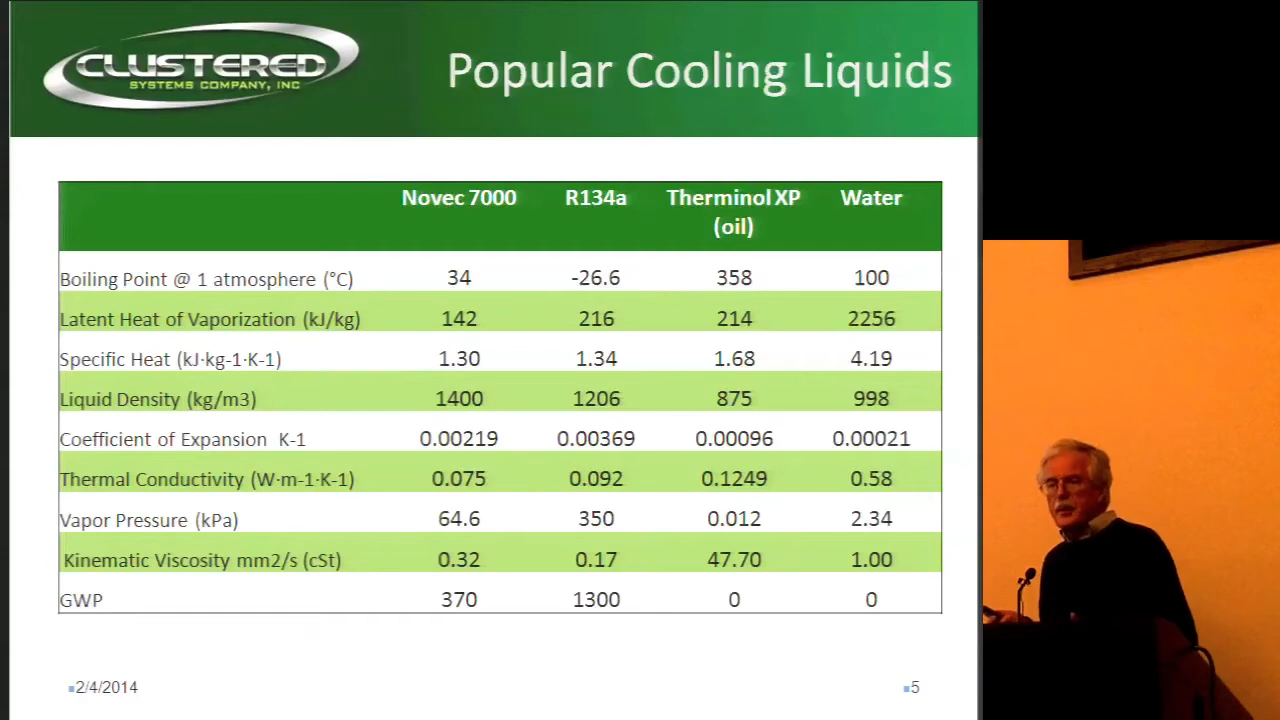 CLUSTERED
SYSTEMS COMPANY, INC
Popular Cooling Liquids
Novec 7000 R134a Therminol XP (oil) Water
Boiling Point @ 1 atmosphere (°C) 34 -26.6 358 100
Latent Heat of Vaporization (kJ/kg) 142 216 214 2256
Specific Heat (kJ·kg-1·K-1) 1.30 1.34 1.68 4.19
Liquid Density (kg/m3) 1400 1206 875 998
Coefficient of Expansion K-1 0.00219 0.00369 0.00096 0.00021
Thermal Conductivity (W·m-1·K-1) 0.075 0.092 0.1249 0.58
Vapor Pressure (kPa) 64.6 350 0.012 2.34
Kinematic Viscosity mm2/s (cSt) 0.32 0.17 47.70 1.00
GWP 370 1300 0 0
2/4/2014 5